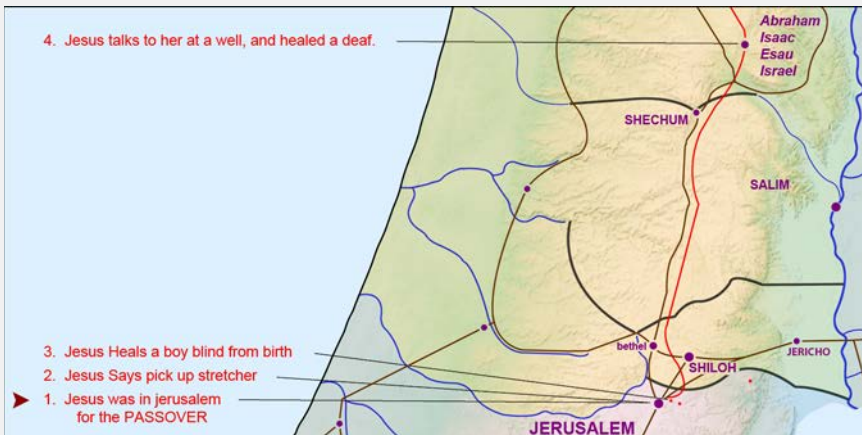 4. Jesus talks to her at a well, and healed a deaf.
Abraham
Isaac
Esau
Israel
SHECHUM
SALIM
3. Jesus Heals a boy blind from birth
bethel
JERICHO
SHILOH
2. Jesus Says pick up stretcher
1. Jesus was in jerusalem
for the PASSOVER
JERUSALEM